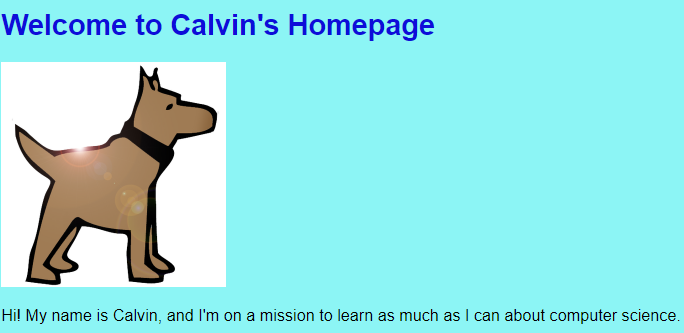 Welcome to Calvin's Homepage
Hi! My name is Calvin, and I'm on a mission to learn as much as I can about computer science.